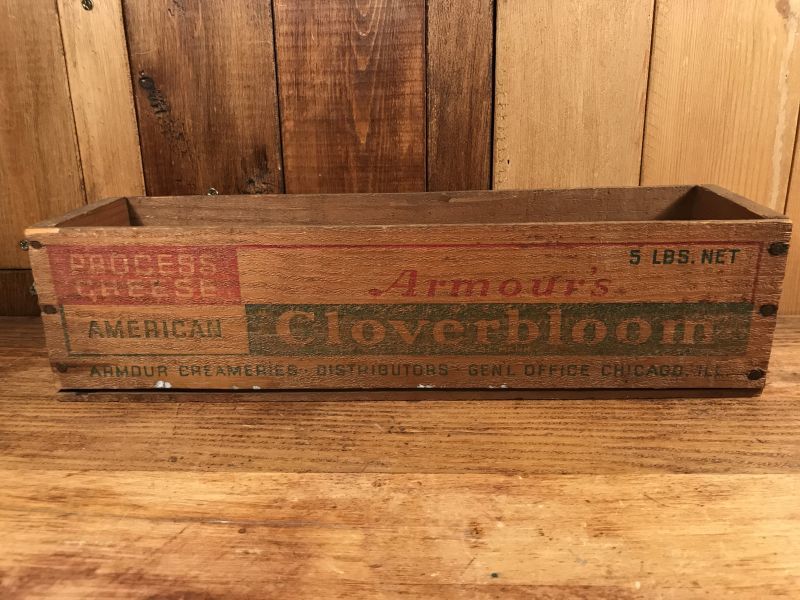 PROCESS
CHEESE
5 LBS. NET
Armour's
AMERICAN
Cloverbloom
ARMOUR CREAMERIES · DISTRIBUTORS · GENL OFFICE CHICAGO, ILL.